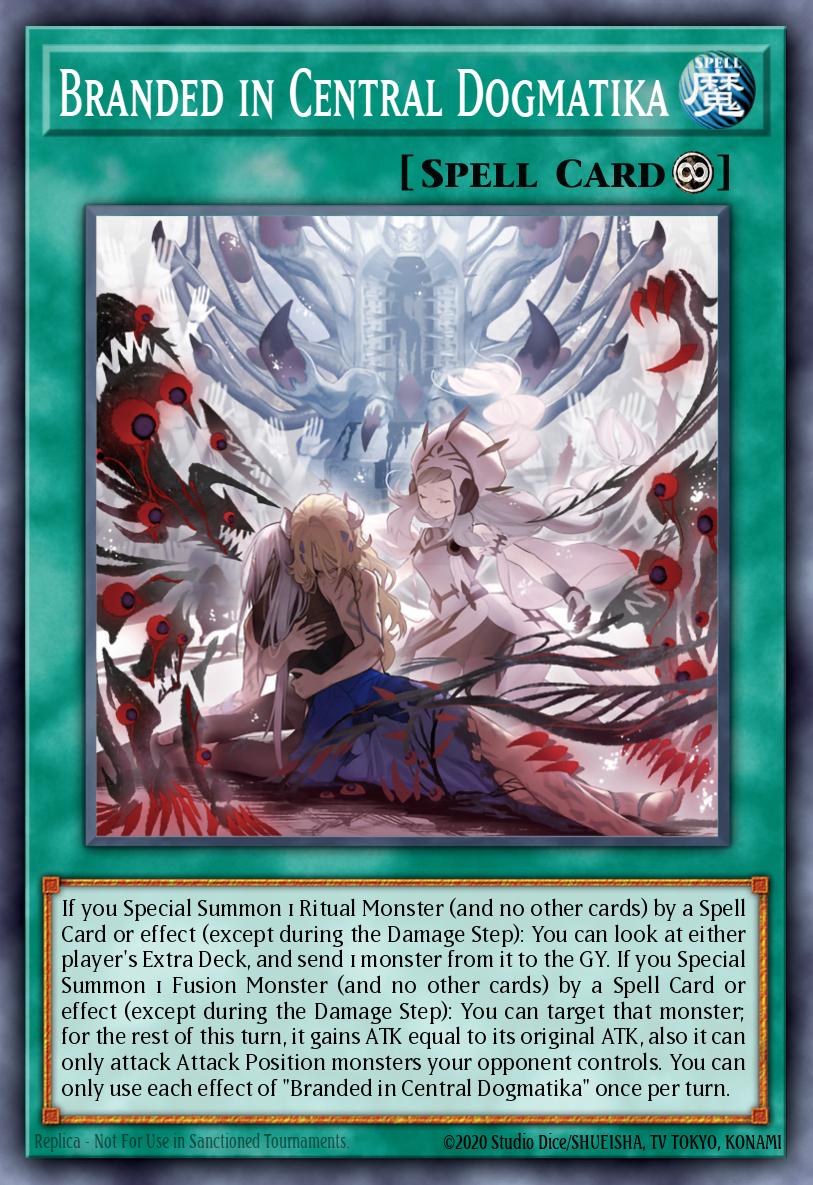 Branded in Central Dogmatika
SPELL
魔
[Spell Card]
If you Special Summon 1 Ritual Monster (and no other cards) by a Spell
Card or effect (except during the Damage Step): You can look at either
player's Extra Deck, and send 1 monster from it to the GY. If you Special
Summon 1 Fusion Monster (and no other cards) by a Spell Card or
effect (except during the Damage Step): You can target that monster;
for the rest of this turn, it gains ATK equal to its original ATK, also it can
only attack Attack Position monsters your opponent controls. You can
only use each effect of "Branded in Central Dogmatika" once per turn.
Replica - Not For Use in Sanctioned Tournaments.
©2020 Studio Dice/SHUEISHA, TV TOKYO, KONAMI